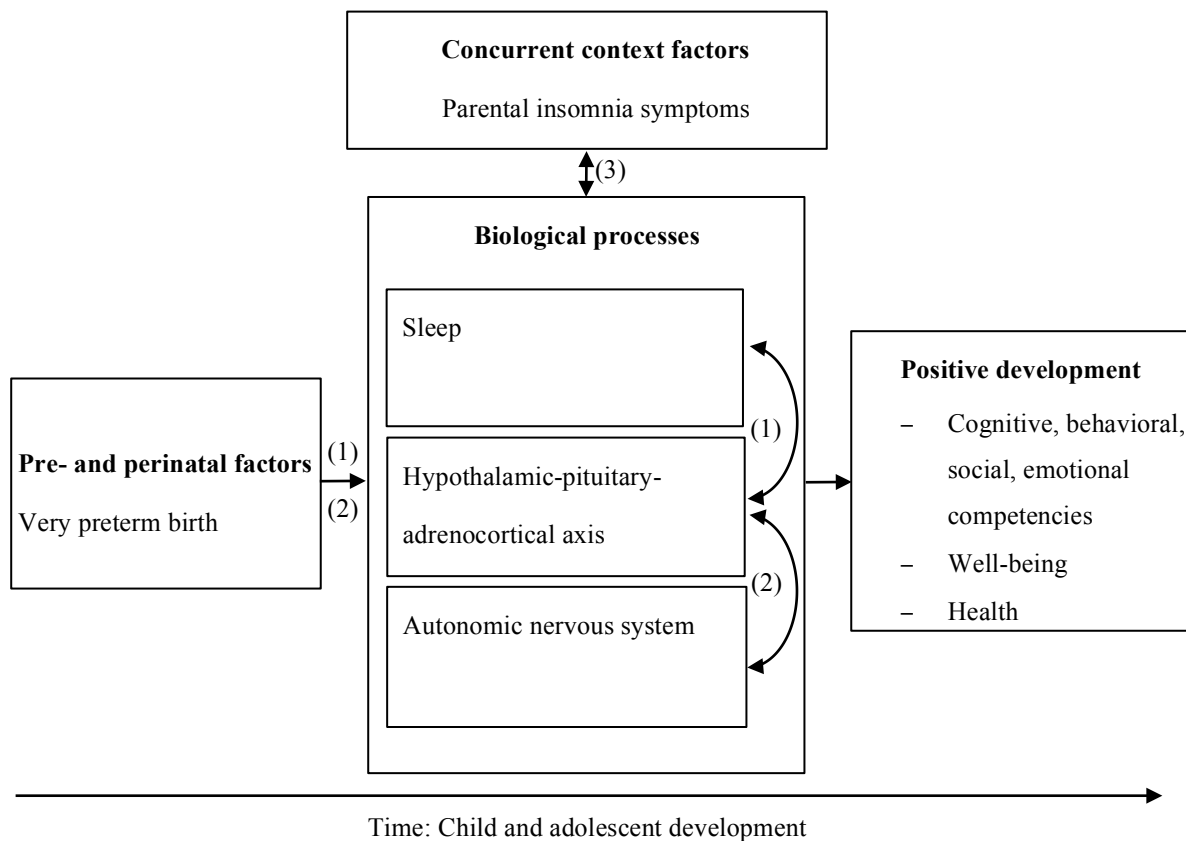 Concurrent context factors
Parental insomnia symptoms
(3)
Biological processes
Sleep
(1)
Hypothalamic-pituitary-
adrenocortical axis
(2)
Autonomic nervous system
Pre- and perinatal factors
Very preterm birth
(1)
(2)
Positive development
– Cognitive, behavioral,
social, emotional
competencies
– Well-being
– Health
Time: Child and adolescent development